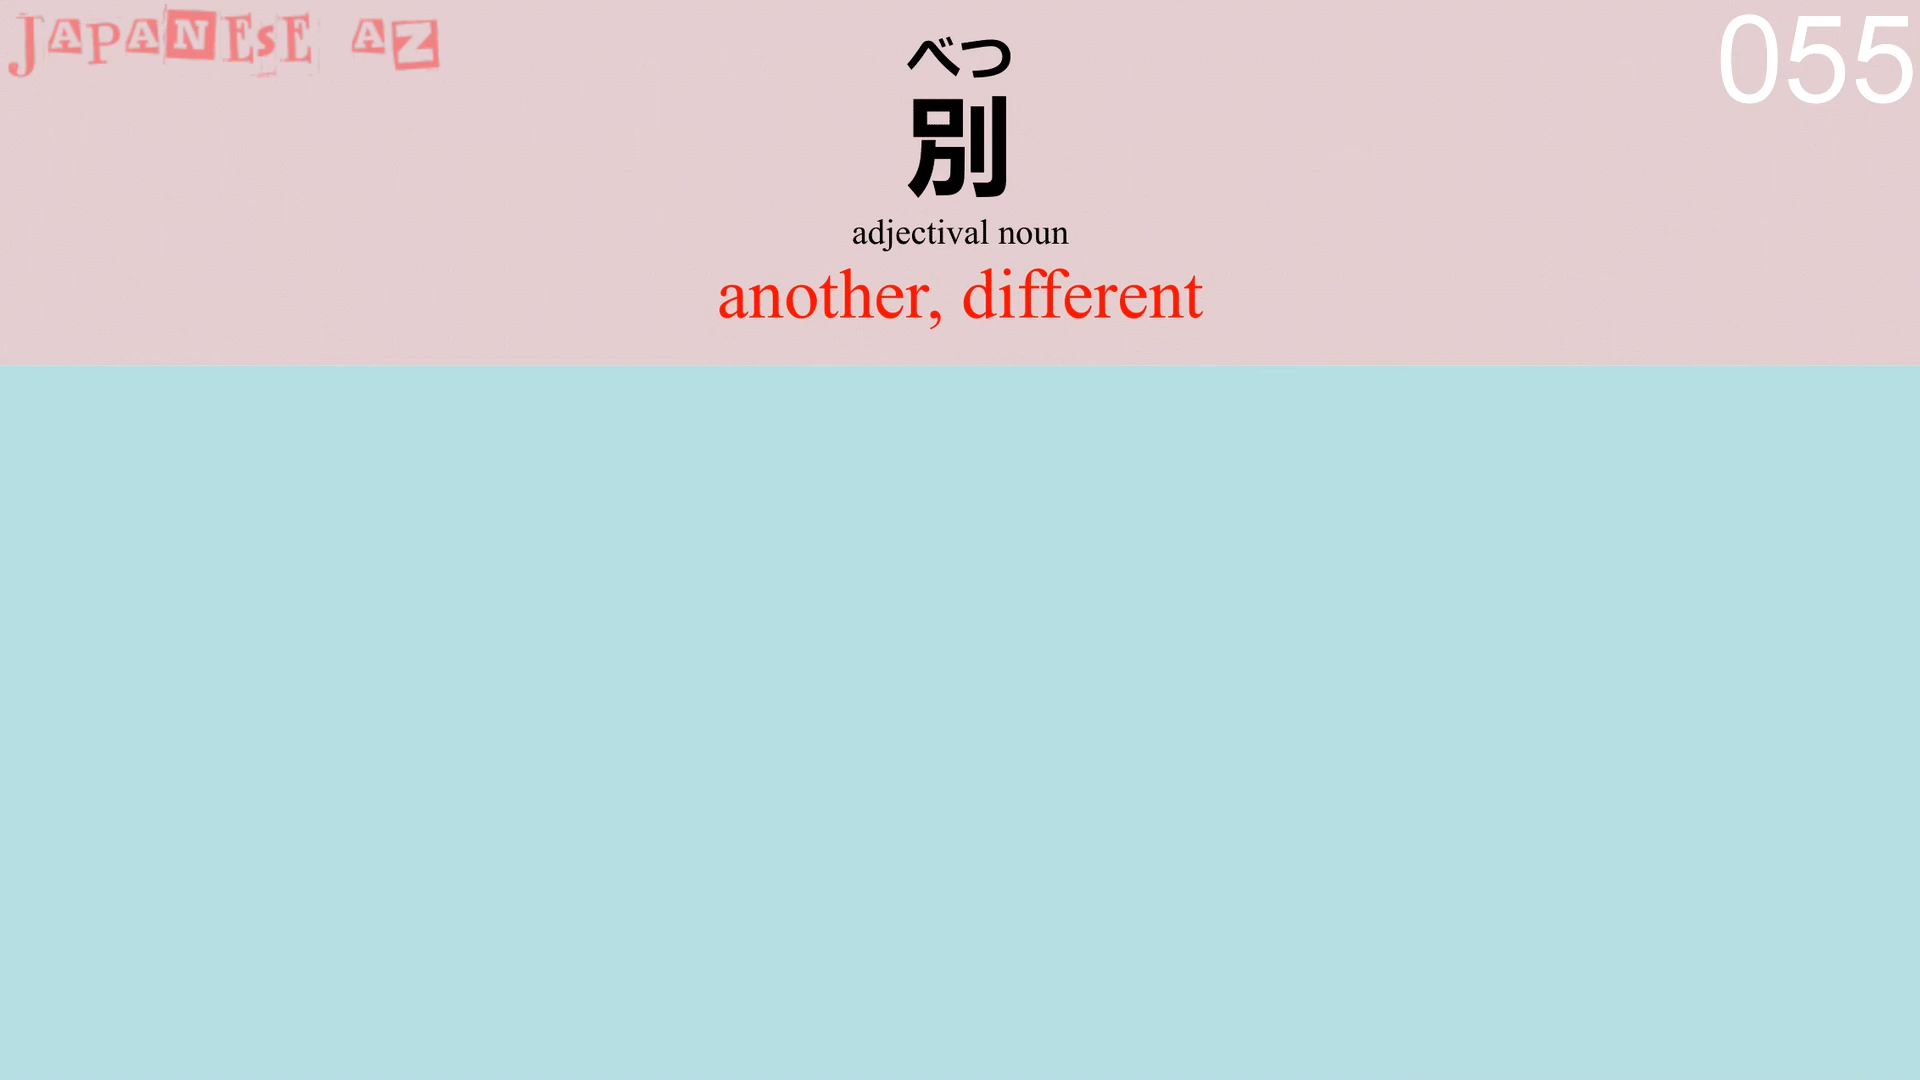 JAPANESE AZ
055
べつ
別
adjectival noun
another, different